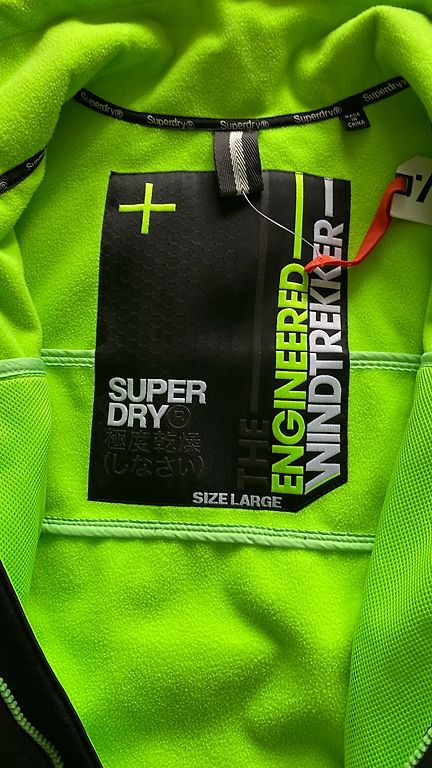 Superdry®
Superdry®
Superdry®
MADE IN
CHINA
Superdry®
SUPER
DRY®
極度乾燥
(しなさい)
THE
ENGINEERED
WINDTREKKER
SIZE LARGE